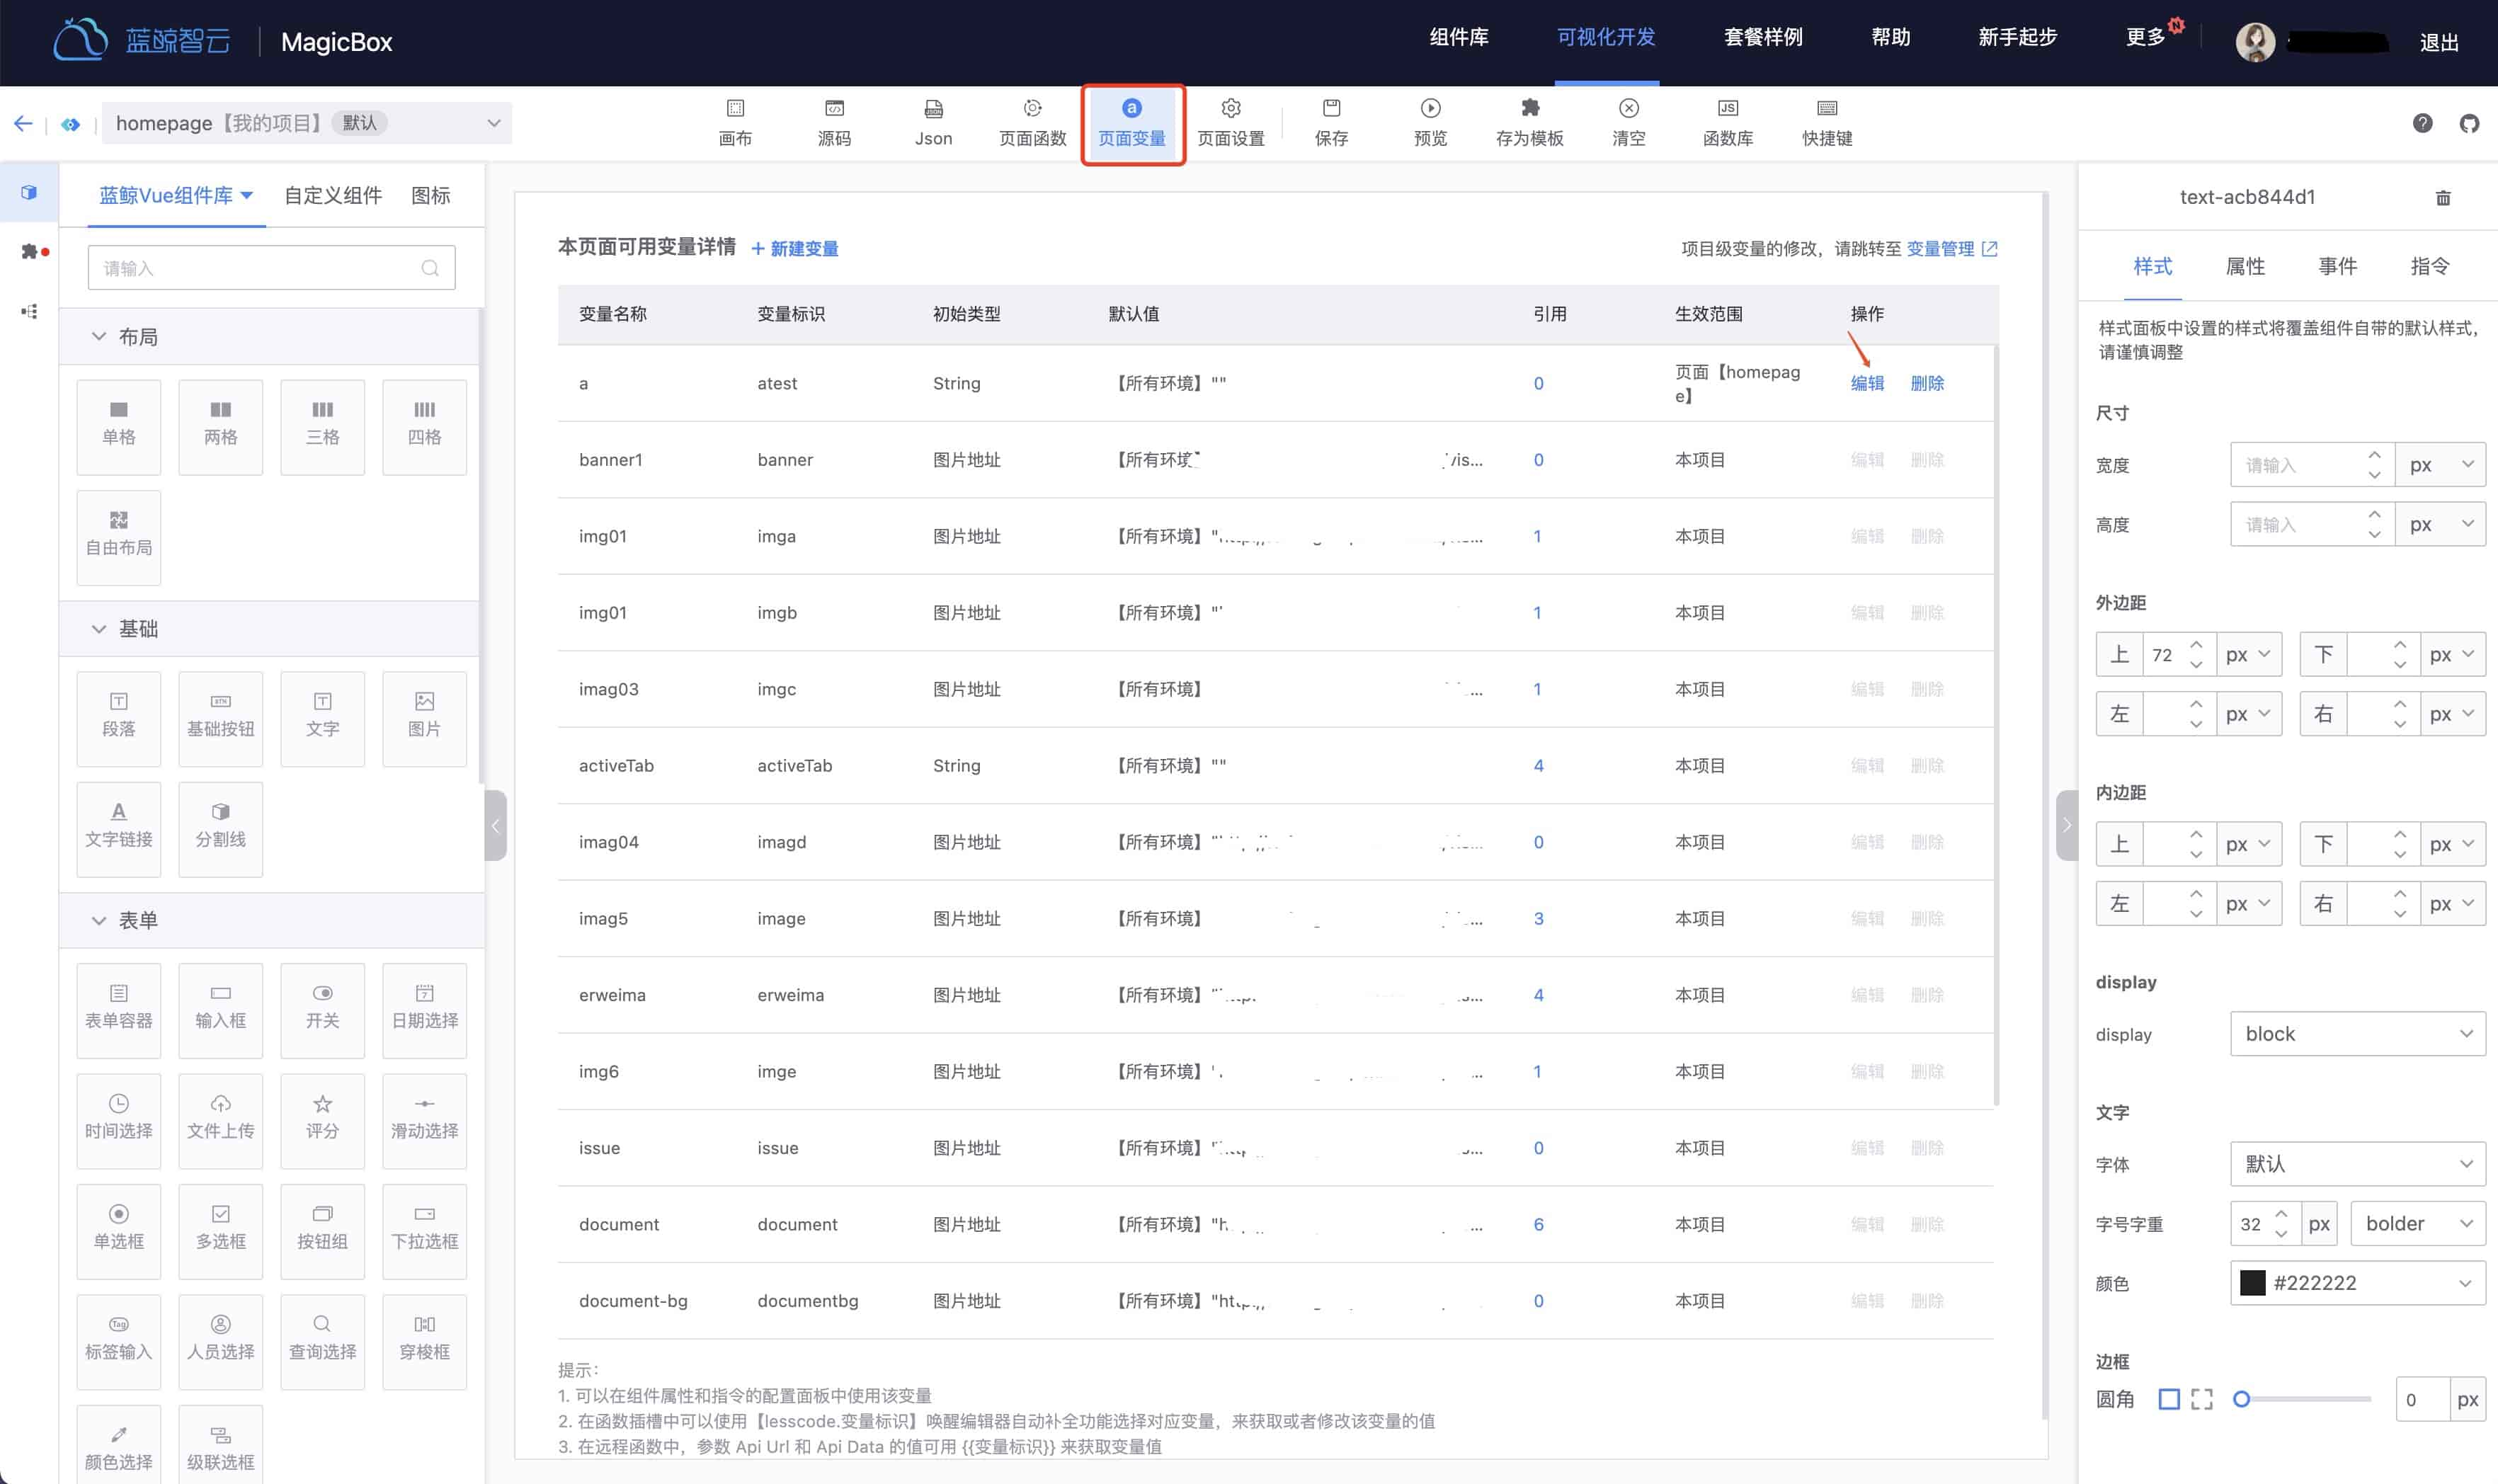 蓝鲸智云
MagicBox
组件库
可视化开发
套餐样例
帮助
新手起步
更多
N
退出
homepage【我的项目】
默认
画布
源码
Json
页面函数
页面变量
页面设置
保存
预览
存为模板
清空
函数库
快捷键
蓝鲸Vue组件库
自定义组件
图标
请输入
布局
单格
两格
三格
四格
自由布局
基础
段落
基础按钮
文字
图片
文字链接
分割线
表单
表单容器
输入框
开关
日期选择
时间选择
文件上传
评分
滑动选择
单选框
多选框
按钮组
下拉选框
标签输入
人员选择
查询选择
穿梭框
颜色选择
级联选框
本页面可用变量详情
+ 新建变量
项目级变量的修改，请跳转至 变量管理
变量名称 变量标识 初始类型 默认值 引用 生效范围 操作
a atest String 【所有环境】"" 0 页面【homepag
e】 编辑 删除
banner1 banner 图片地址 【所有环境】 /is... 0 本项目 编辑 删除
img01 imga 图片地址 【所有环境】" ... 1 本项目 编辑 删除
img01 imgb 图片地址 【所有环境】" 1 本项目 编辑 删除
imag03 imgc 图片地址 【所有环境】 ... 1 本项目 编辑 删除
activeTab activeTab String 【所有环境】"" 4 本项目 编辑 删除
imag04 imagd 图片地址 【所有环境】" ... 0 本项目 编辑 删除
imag5 image 图片地址 【所有环境】 ... 3 本项目 编辑 删除
erweima erweima 图片地址 【所有环境】" ... 4 本项目 编辑 删除
img6 imge 图片地址 【所有环境】 ... 1 本项目 编辑 删除
issue issue 图片地址 【所有环境】" ... 0 本项目 编辑 删除
document document 图片地址 【所有环境】"h ... 6 本项目 编辑 删除
document-bg documentbg 图片地址 【所有环境】"ht 0 本项目 编辑 删除
提示：
1. 可以在组件属性和指令的配置面板中使用该变量
2. 在函数插槽中可以使用【lesscode.变量标识】唤醒编辑器自动补全功能选择对应变量，来获取或者修改该变量的值
3. 在远程函数中，参数 Api Url 和 Api Data 的值可用 {{变量标识}} 来获取变量值
text-acb844d1
样式
属性
事件
指令
样式面板中设置的样式将覆盖组件自带的默认样式，
请谨慎调整
尺寸
宽度 请输入 px
高度 请输入 px
外边距
上 72 px 下 px
左 px 右 px
内边距
上 px 下 px
左 px 右 px
display
display block
文字
字体 默认
字号字重 32 px bolder
颜色 #222222
边框
圆角 0 px